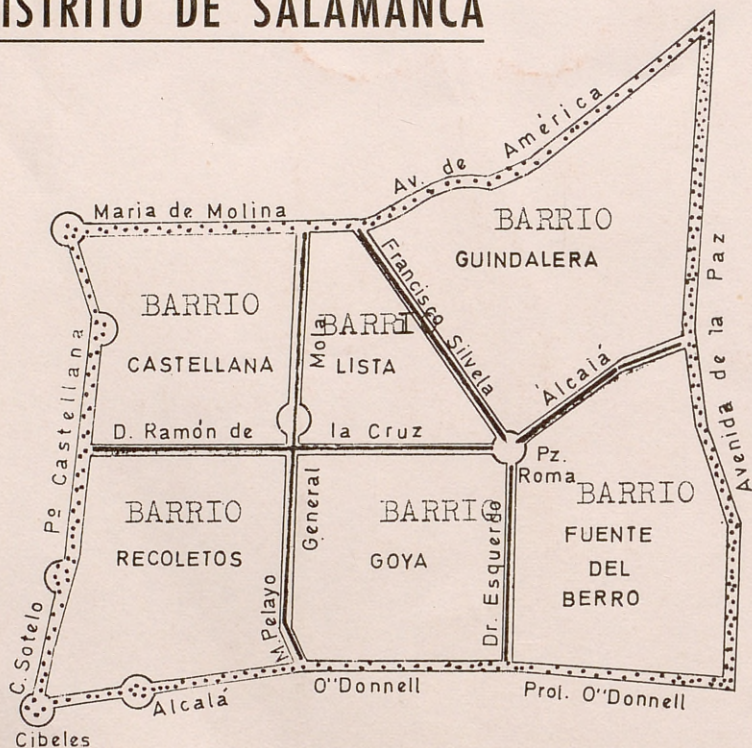 DISTRITO DE SALAMANCA
Av. de América
Maria de Molina
BARRIO
GUINDALERA
Francisco Silvela
Avenida de la Paz
BARRIO
CASTELLANA
Mola
BARRIO
LISTA
Alcalá
Pº Castellana
D. Ramón de la Cruz
Pz.
Roma
General
BARRIO
RECOLETOS
BARRIO
GOYA
BARRIO
FUENTE
DEL
BERRO
Dr. Esquerdo
M. Pelayo
C. Sotelo
Alcalá
O"Donnell
Prol. O"Donnell
Cibeles